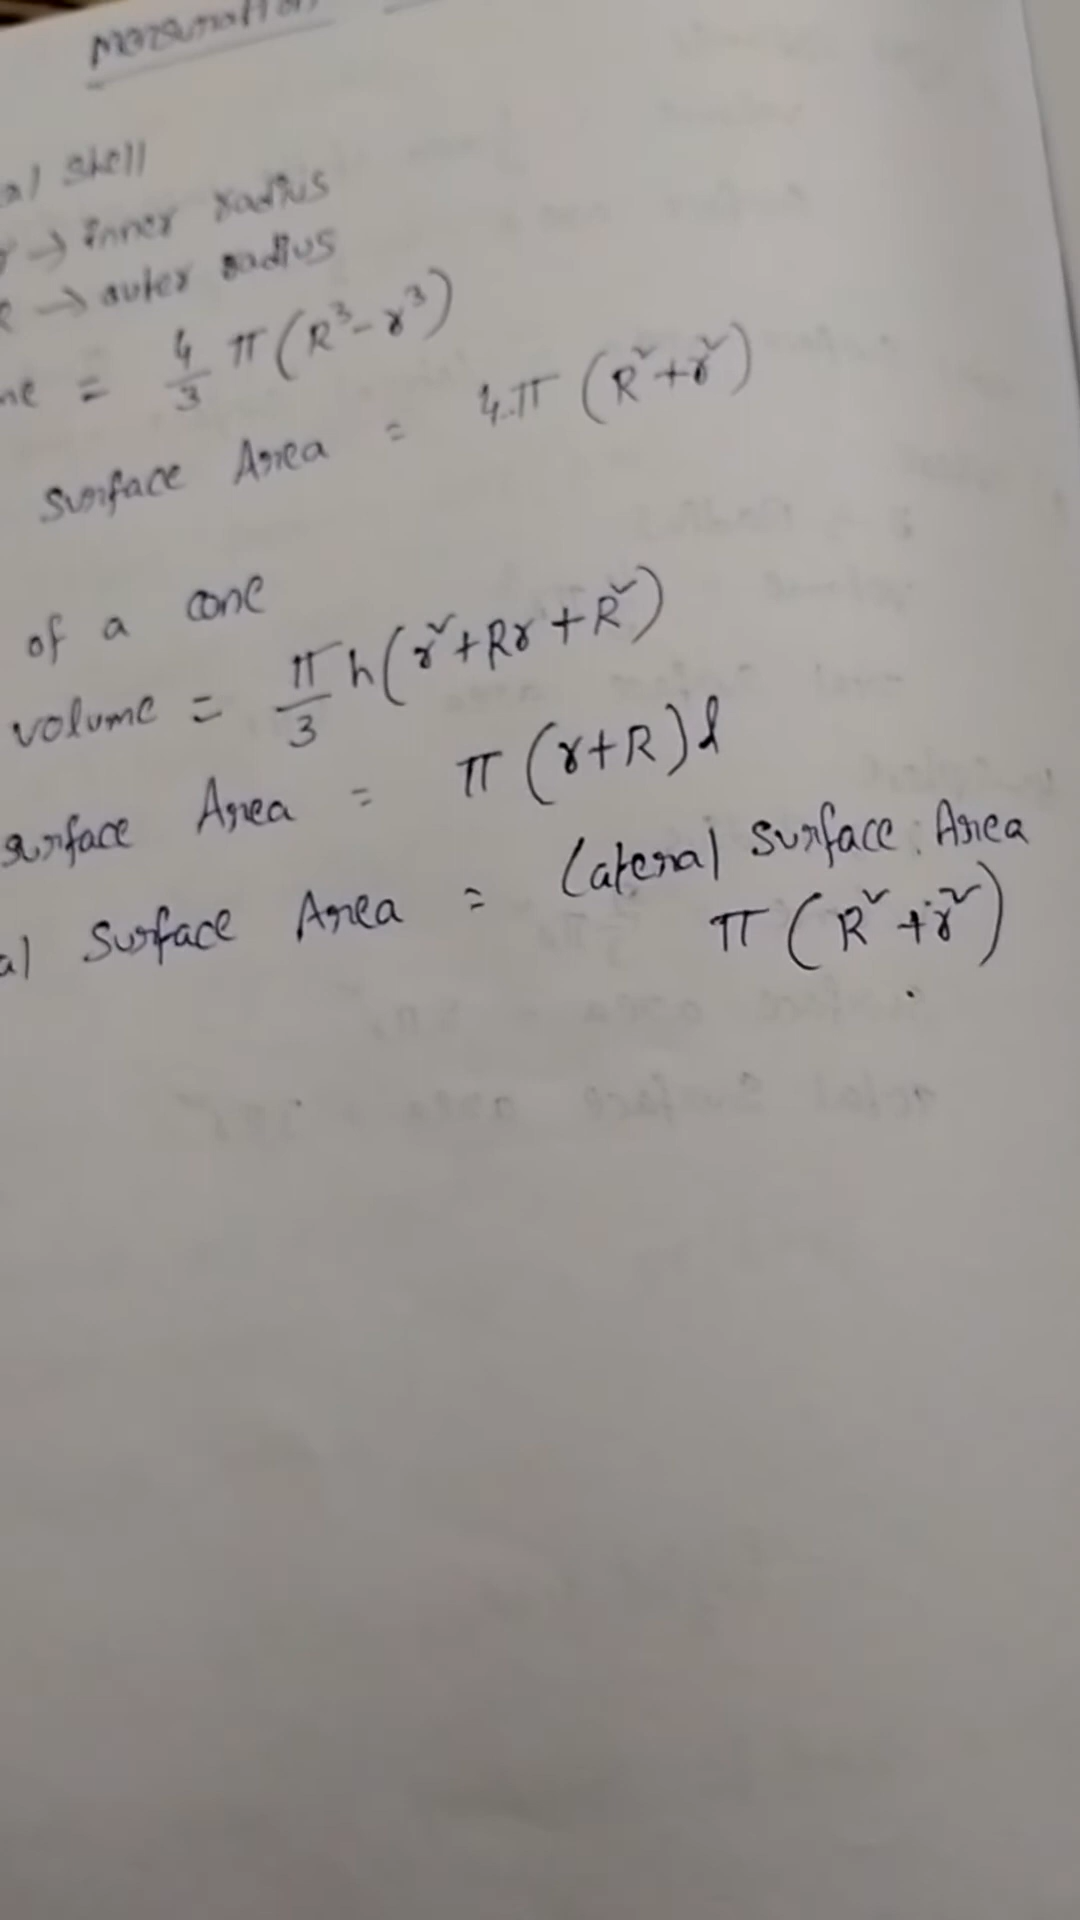 Mensuration
al shell
r → inner radius
R → outer radius
me = 4/3 π (R³ - r³)
surface Area = 4π (R² + r²)
of a cone
volume = π/3 h (r² + Rr + R²)
surface Area = π (r + R) l
al surface Area = Lateral surface Area
π (R² + r²)